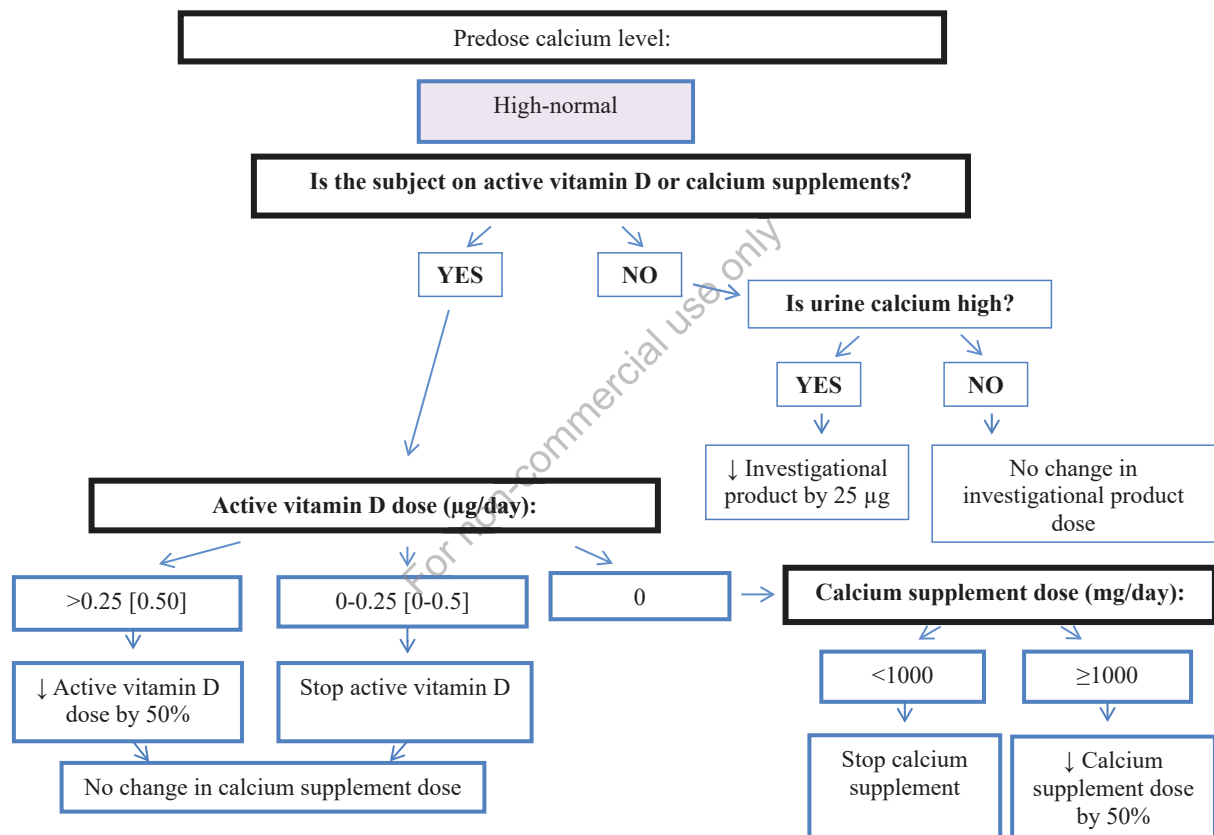 Predose calcium level:
High-normal
Is the subject on active vitamin D or calcium supplements?
YES
NO
Is urine calcium high?
YES
NO
↓ Investigational
product by 25 µg
No change in
investigational product
dose
Active vitamin D dose (µg/day):
>0.25 [0.50]
0-0.25 [0-0.5]
0
Calcium supplement dose (mg/day):
<1000
≥1000
↓ Active vitamin D
dose by 50%
Stop active vitamin D
No change in calcium supplement dose
Stop calcium
supplement
↓ Calcium
supplement dose
by 50%
For non-commercial use only